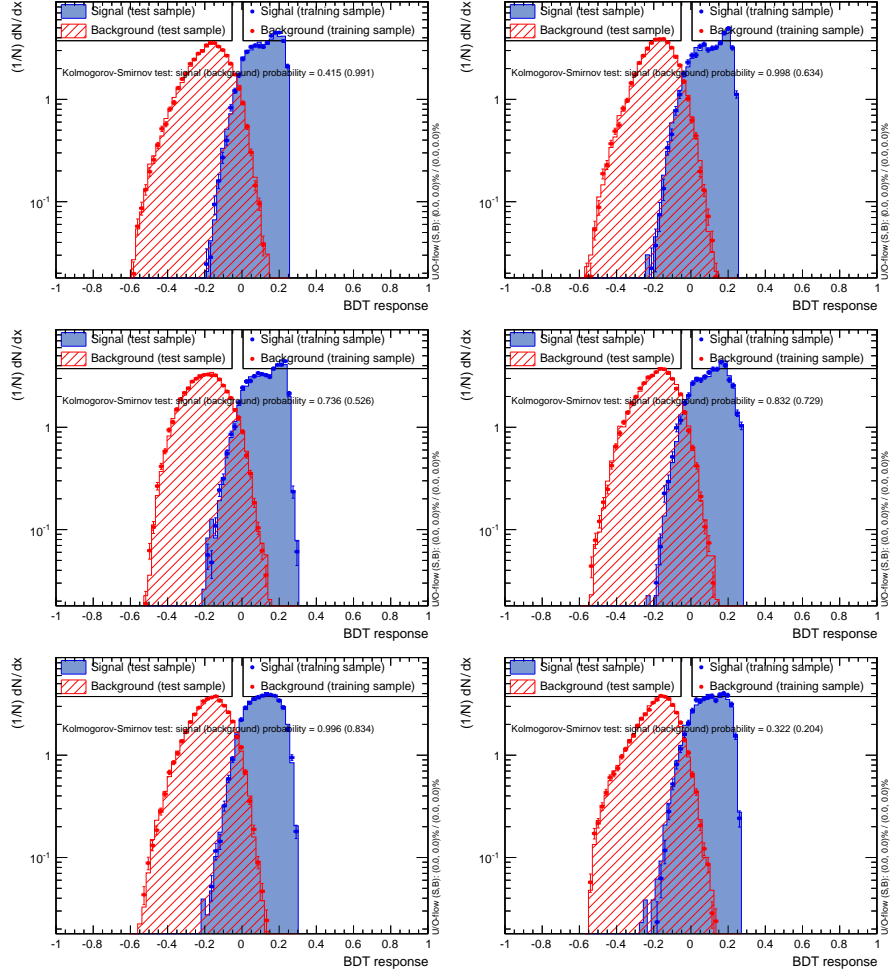 Signal (test sample) Signal (training sample)
Background (test sample) Background (training sample)
Kolmogorov-Smirnov test: signal (background) probability = 0.415 (0.991)
(1/N) dN/dx
1
10-1
-1 -0.8 -0.6 -0.4 -0.2 0 0.2 0.4 0.6 0.8 1
BDT response
U/O-flow (S,B): (0.0, 0.0)% / (0.0, 0.0)%
Signal (test sample) Signal (training sample)
Background (test sample) Background (training sample)
Kolmogorov-Smirnov test: signal (background) probability = 0.998 (0.634)
(1/N) dN/dx
1
10-1
-1 -0.8 -0.6 -0.4 -0.2 0 0.2 0.4 0.6 0.8 1
BDT response
U/O-flow (S,B): (0.0, 0.0)% / (0.0, 0.0)%
Signal (test sample) Signal (training sample)
Background (test sample) Background (training sample)
Kolmogorov-Smirnov test: signal (background) probability = 0.736 (0.526)
(1/N) dN/dx
1
10-1
-1 -0.8 -0.6 -0.4 -0.2 0 0.2 0.4 0.6 0.8 1
BDT response
U/O-flow (S,B): (0.0, 0.0)% / (0.0, 0.0)%
Signal (test sample) Signal (training sample)
Background (test sample) Background (training sample)
Kolmogorov-Smirnov test: signal (background) probability = 0.832 (0.729)
(1/N) dN/dx
1
10-1
-1 -0.8 -0.6 -0.4 -0.2 0 0.2 0.4 0.6 0.8 1
BDT response
U/O-flow (S,B): (0.0, 0.0)% / (0.0, 0.0)%
Signal (test sample) Signal (training sample)
Background (test sample) Background (training sample)
Kolmogorov-Smirnov test: signal (background) probability = 0.996 (0.834)
(1/N) dN/dx
1
10-1
-1 -0.8 -0.6 -0.4 -0.2 0 0.2 0.4 0.6 0.8 1
BDT response
U/O-flow (S,B): (0.0, 0.0)% / (0.0, 0.0)%
Signal (test sample) Signal (training sample)
Background (test sample) Background (training sample)
Kolmogorov-Smirnov test: signal (background) probability = 0.322 (0.204)
(1/N) dN/dx
1
10-1
-1 -0.8 -0.6 -0.4 -0.2 0 0.2 0.4 0.6 0.8 1
BDT response
U/O-flow (S,B): (0.0, 0.0)% / (0.0, 0.0)%